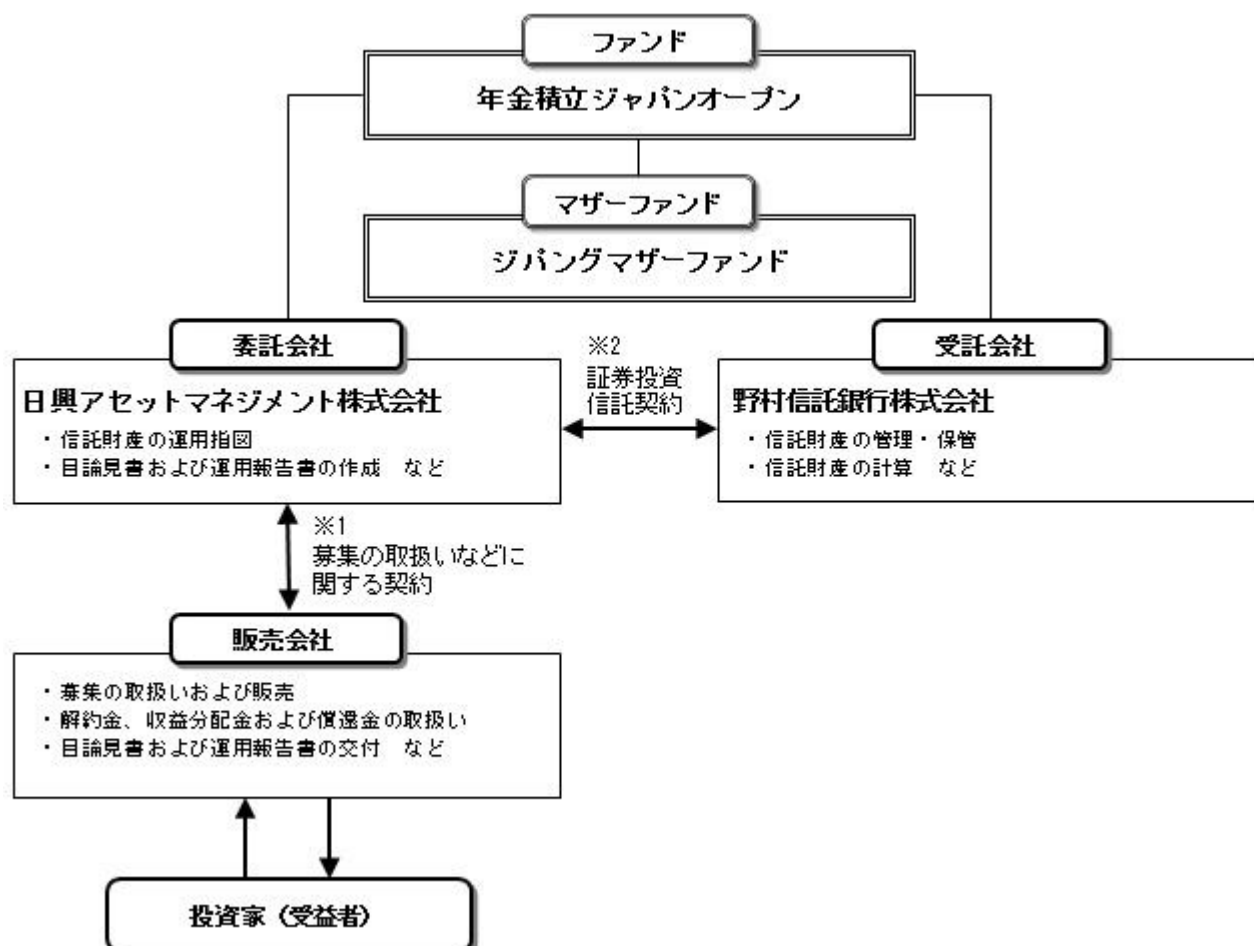 ファンド
年金積立ジャパンオープン
マザーファンド
ジパングマザーファンド
委託会社
日興アセットマネジメント株式会社
・信託財産の運用指図
・目論見書および運用報告書の作成　など
※2
証券投資
信託契約
受託会社
野村信託銀行株式会社
・信託財産の管理・保管
・信託財産の計算　など
※1
募集の取扱いなどに
関する契約
販売会社
・募集の取扱いおよび販売
・解約金、収益分配金および償還金の取扱い
・目論見書および運用報告書の交付　など
投資家（受益者）